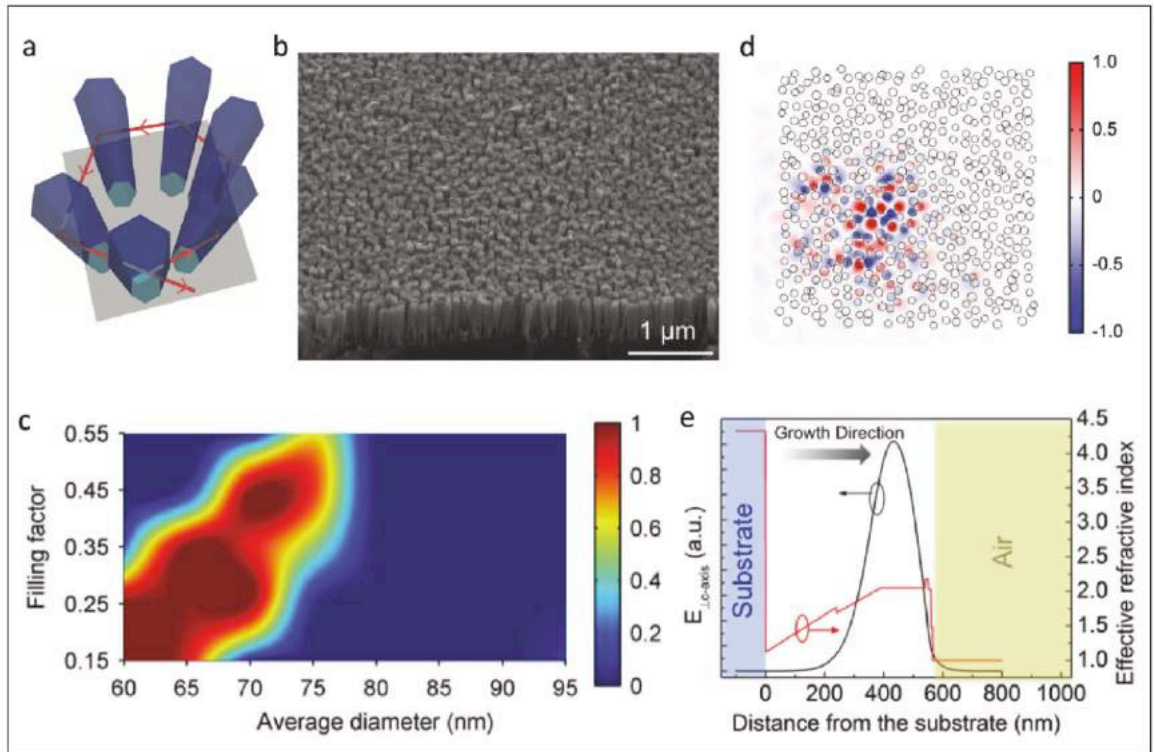 a
b
1 μm
d
1.0
0.5
0
-0.5
-1.0
c
Filling factor
0.55
0.45
0.35
0.25
0.15
60 65 70 75 80 85 90 95
Average diameter (nm)
1
0.8
0.6
0.4
0.2
0
e
E⊥c-axis (a.u.)
Substrate
Growth Direction
Air
4.5
4.0
3.5
3.0
2.5
2.0
1.5
1.0
Effective refractive index
0 200 400 600 800 1000
Distance from the substrate (nm)